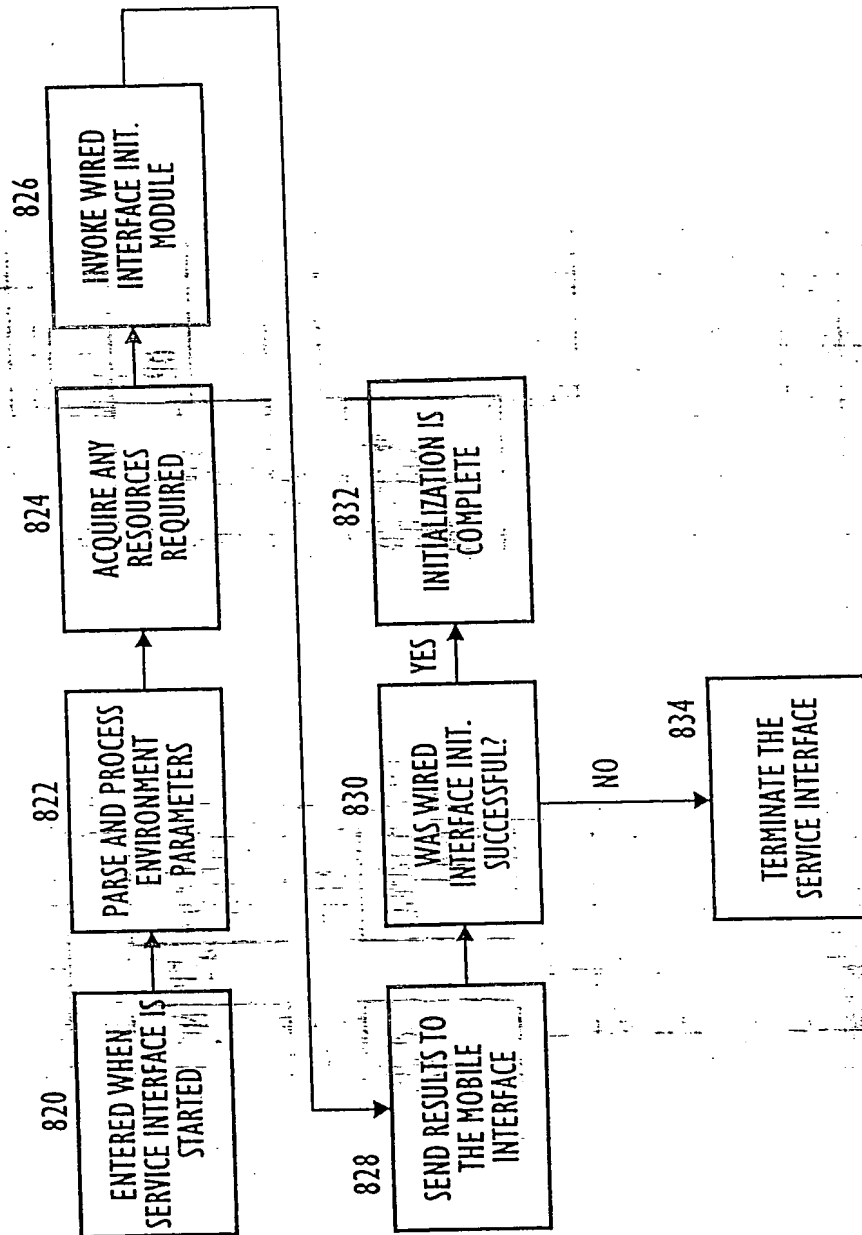 820
ENTERED WHEN
SERVICE INTERFACE IS
STARTED
822
PARSE AND PROCESS
ENVIRONMENT
PARAMETERS
824
ACQUIRE ANY
RESOURCES
REQUIRED
826
INVOKE WIRED
INTERFACE INIT.
MODULE
828
SEND RESULTS TO
THE MOBILE
INTERFACE
830
WAS WIRED
INTERFACE INIT.
SUCCESSFUL?
YES
832
INITIALIZATION IS
COMPLETE
NO
834
TERMINATE THE
SERVICE INTERFACE